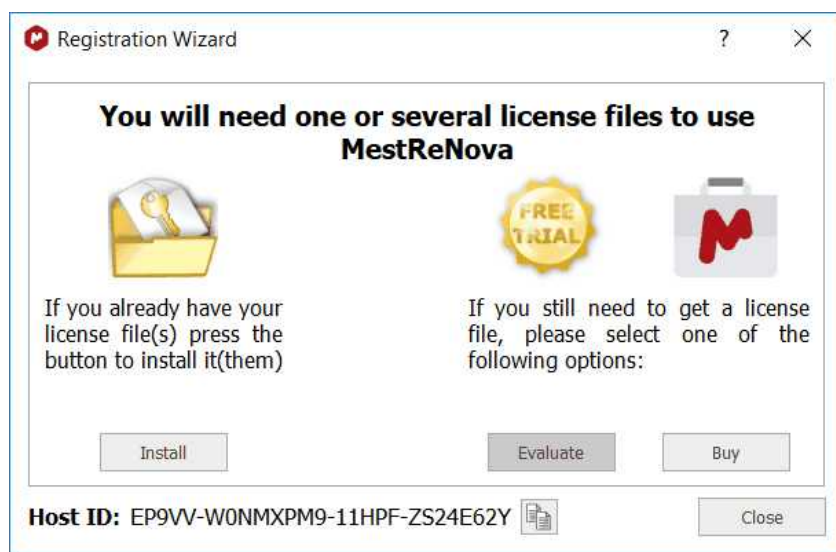 Registration Wizard
?
You will need one or several license files to use
MestReNova
FREE
TRIAL
If you already have your
license file(s) press the
button to install it(them)
If you still need to get a license
file, please select one of the
following options:
Install
Evaluate
Buy
Host ID: EP9VV-W0NMXPM9-11HPF-ZS24E62Y
Close